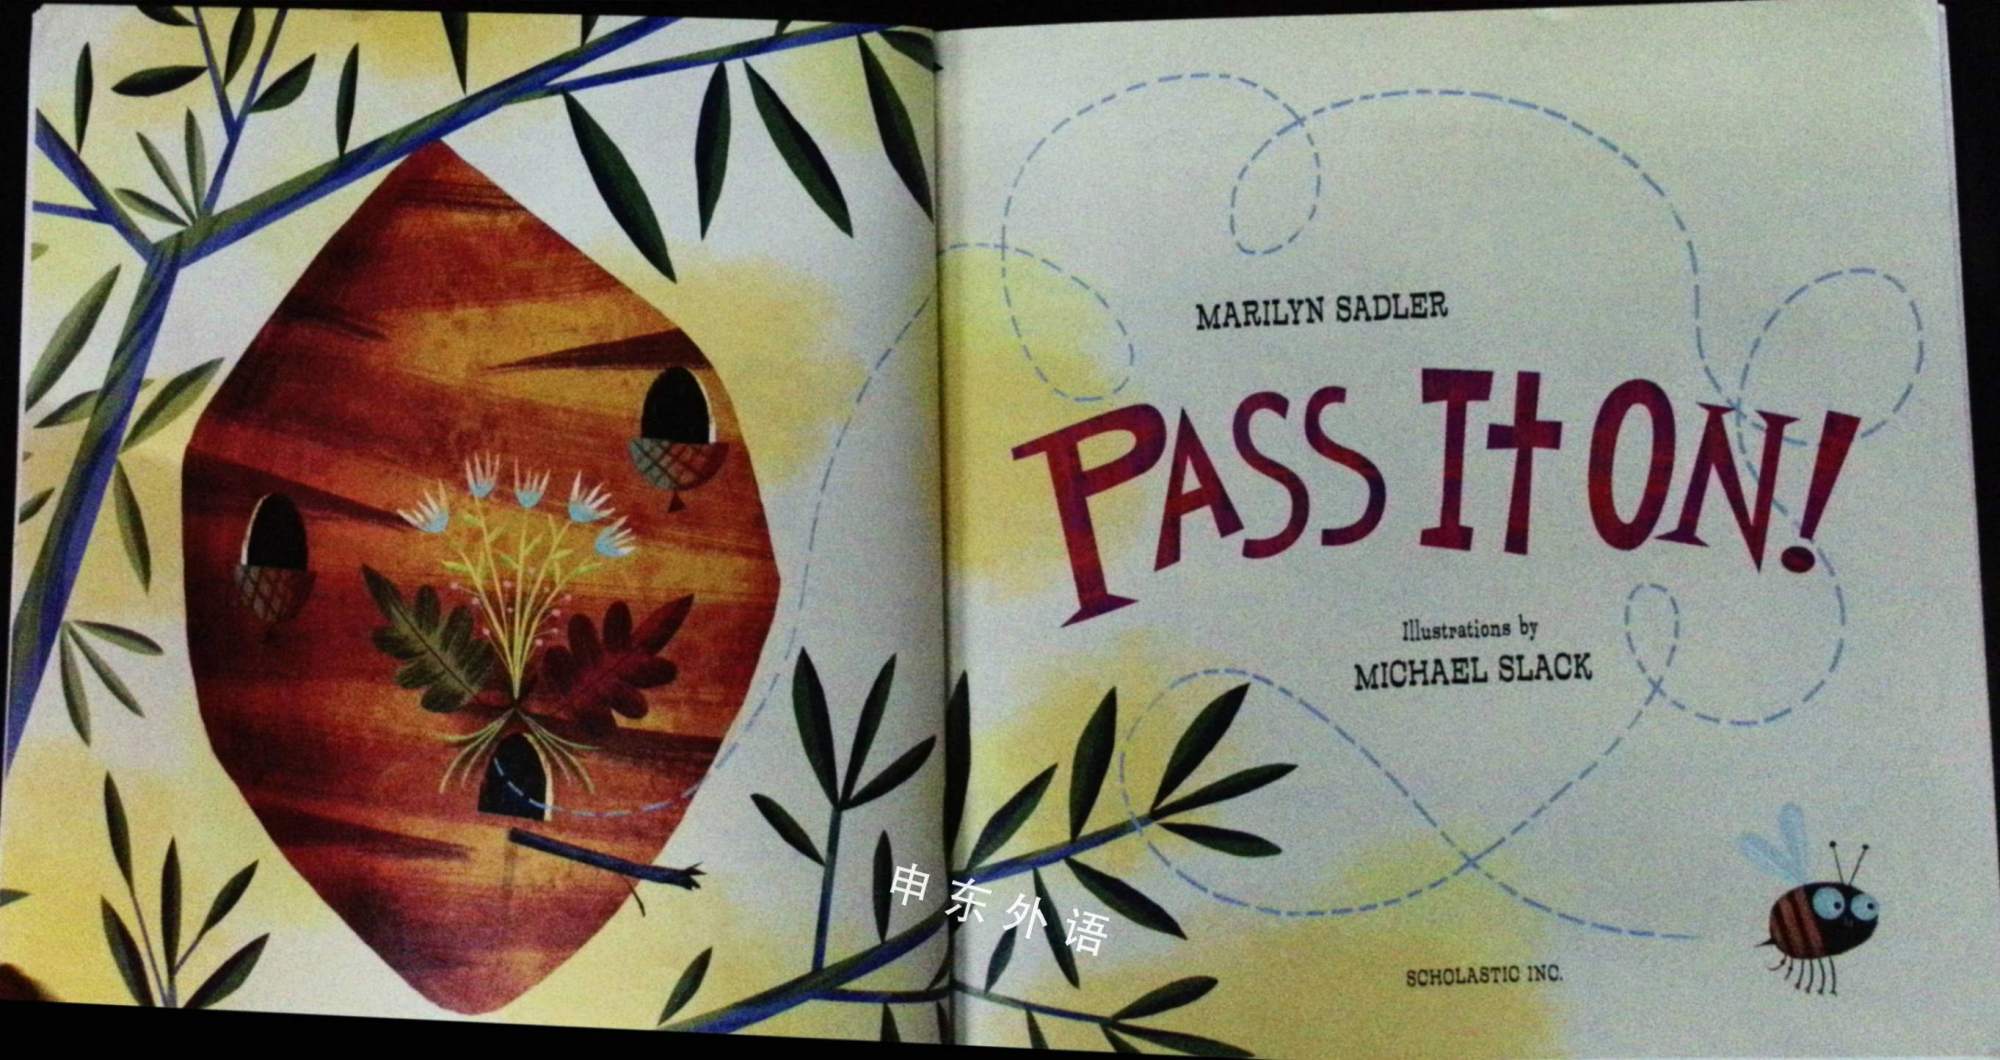 MARILYN SADLER
PASS IT ON!
Illustrations by
MICHAEL SLACK
申东外语
SCHOLASTIC INC.